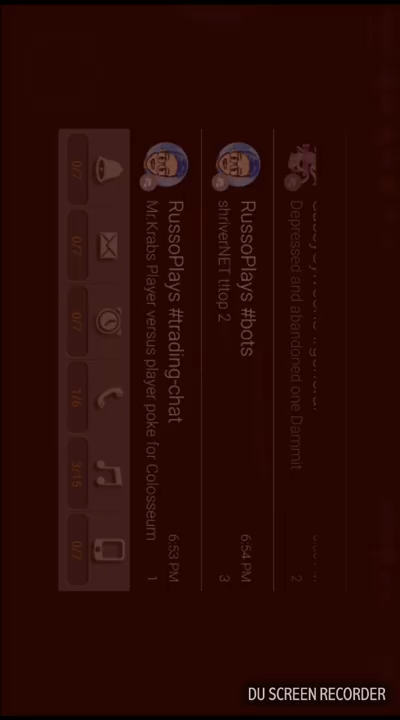 0/7
0/7
0/7
1/6
3/15
0/7
RussoPlays #trading-chat
6:53 PM
Mr.Krabs Player versus player poke for Colosseum
1
RussoPlays #bots
6:54 PM
shriverNET t!top 2
3
Depressed and abandoned one Dammit
2
DU SCREEN RECORDER